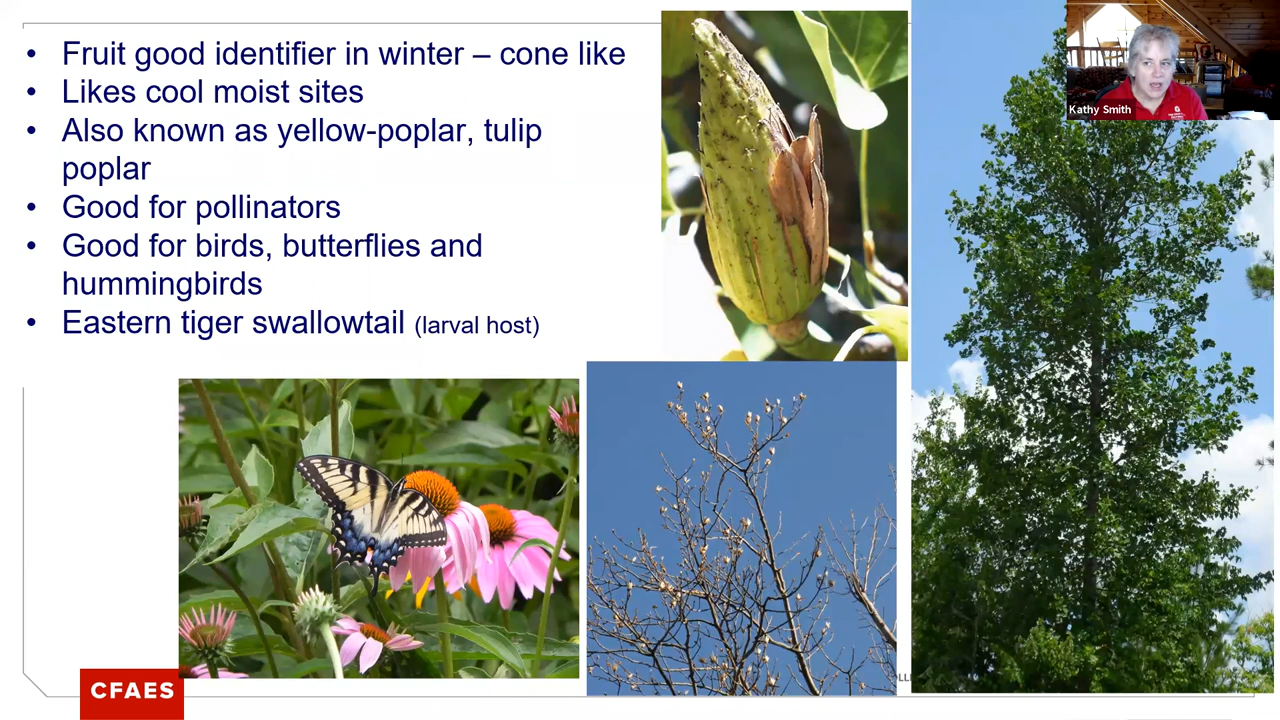 • Fruit good identifier in winter – cone like
• Likes cool moist sites
• Also known as yellow-poplar, tulip
poplar
• Good for pollinators
• Good for birds, butterflies and
hummingbirds
• Eastern tiger swallowtail (larval host)
Kathy Smith
CFAES